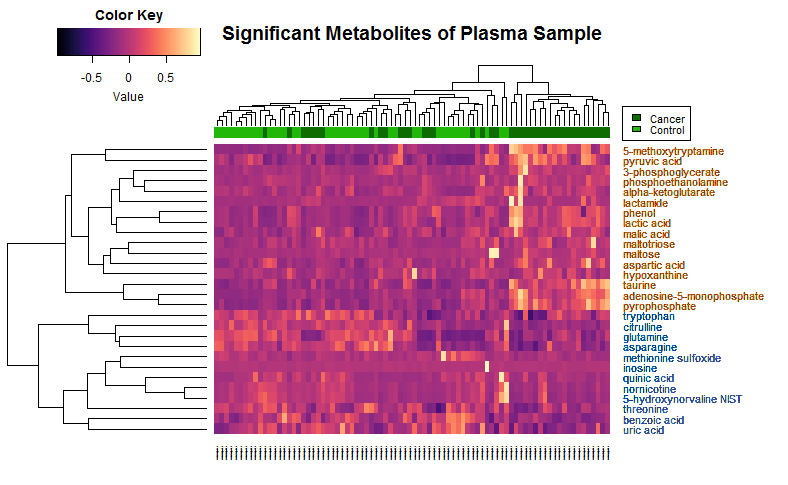 Color Key
Significant Metabolites of Plasma Sample
-0.5 0 0.5
Value
Cancer
Control
5-methoxytryptamine
pyruvic acid
3-phosphoglycerate
phosphoethanolamine
alpha-ketoglutarate
lactamide
phenol
lactic acid
malic acid
maltotriose
maltose
aspartic acid
hypoxanthine
taurine
adenosine-5-monophosphate
pyrophosphate
tryptophan
citrulline
glutamine
asparagine
methionine sulfoxide
inosine
quinic acid
nornicotine
5-hydroxynorvaline NIST
threonine
benzoic acid
uric acid